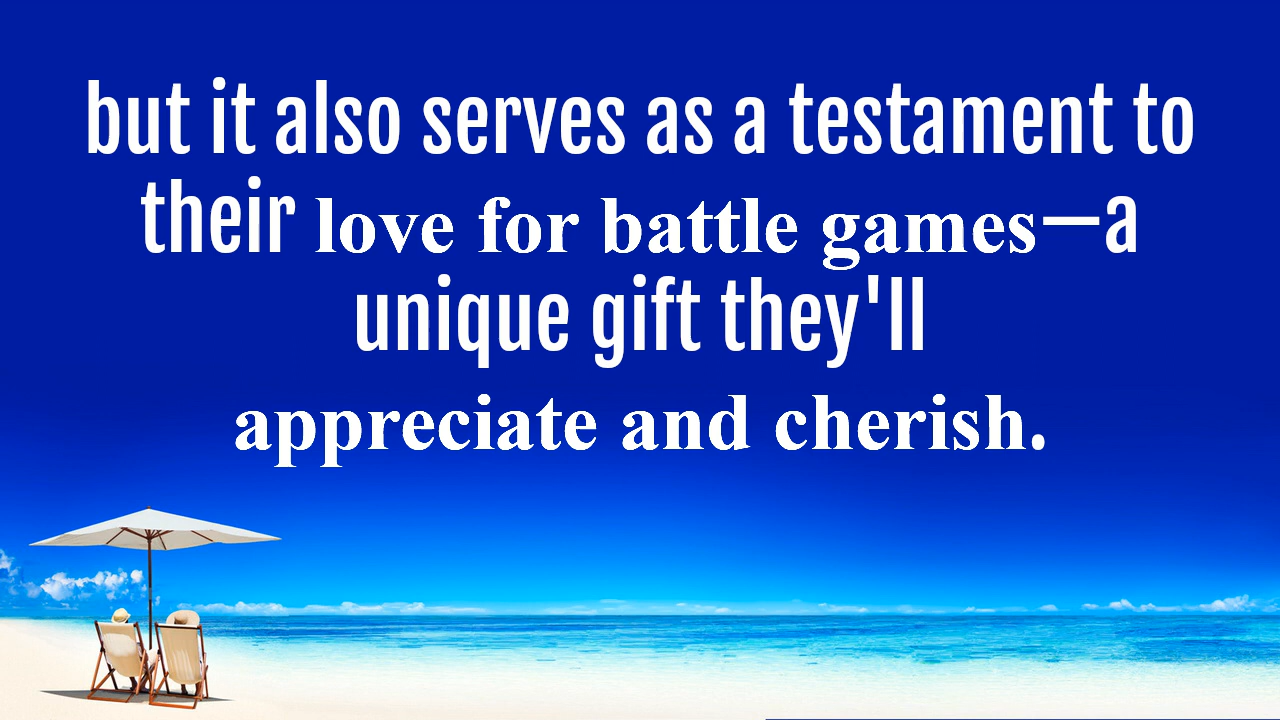 but it also serves as a testament to
their love for battle games—a
unique gift they'll
appreciate and cherish.